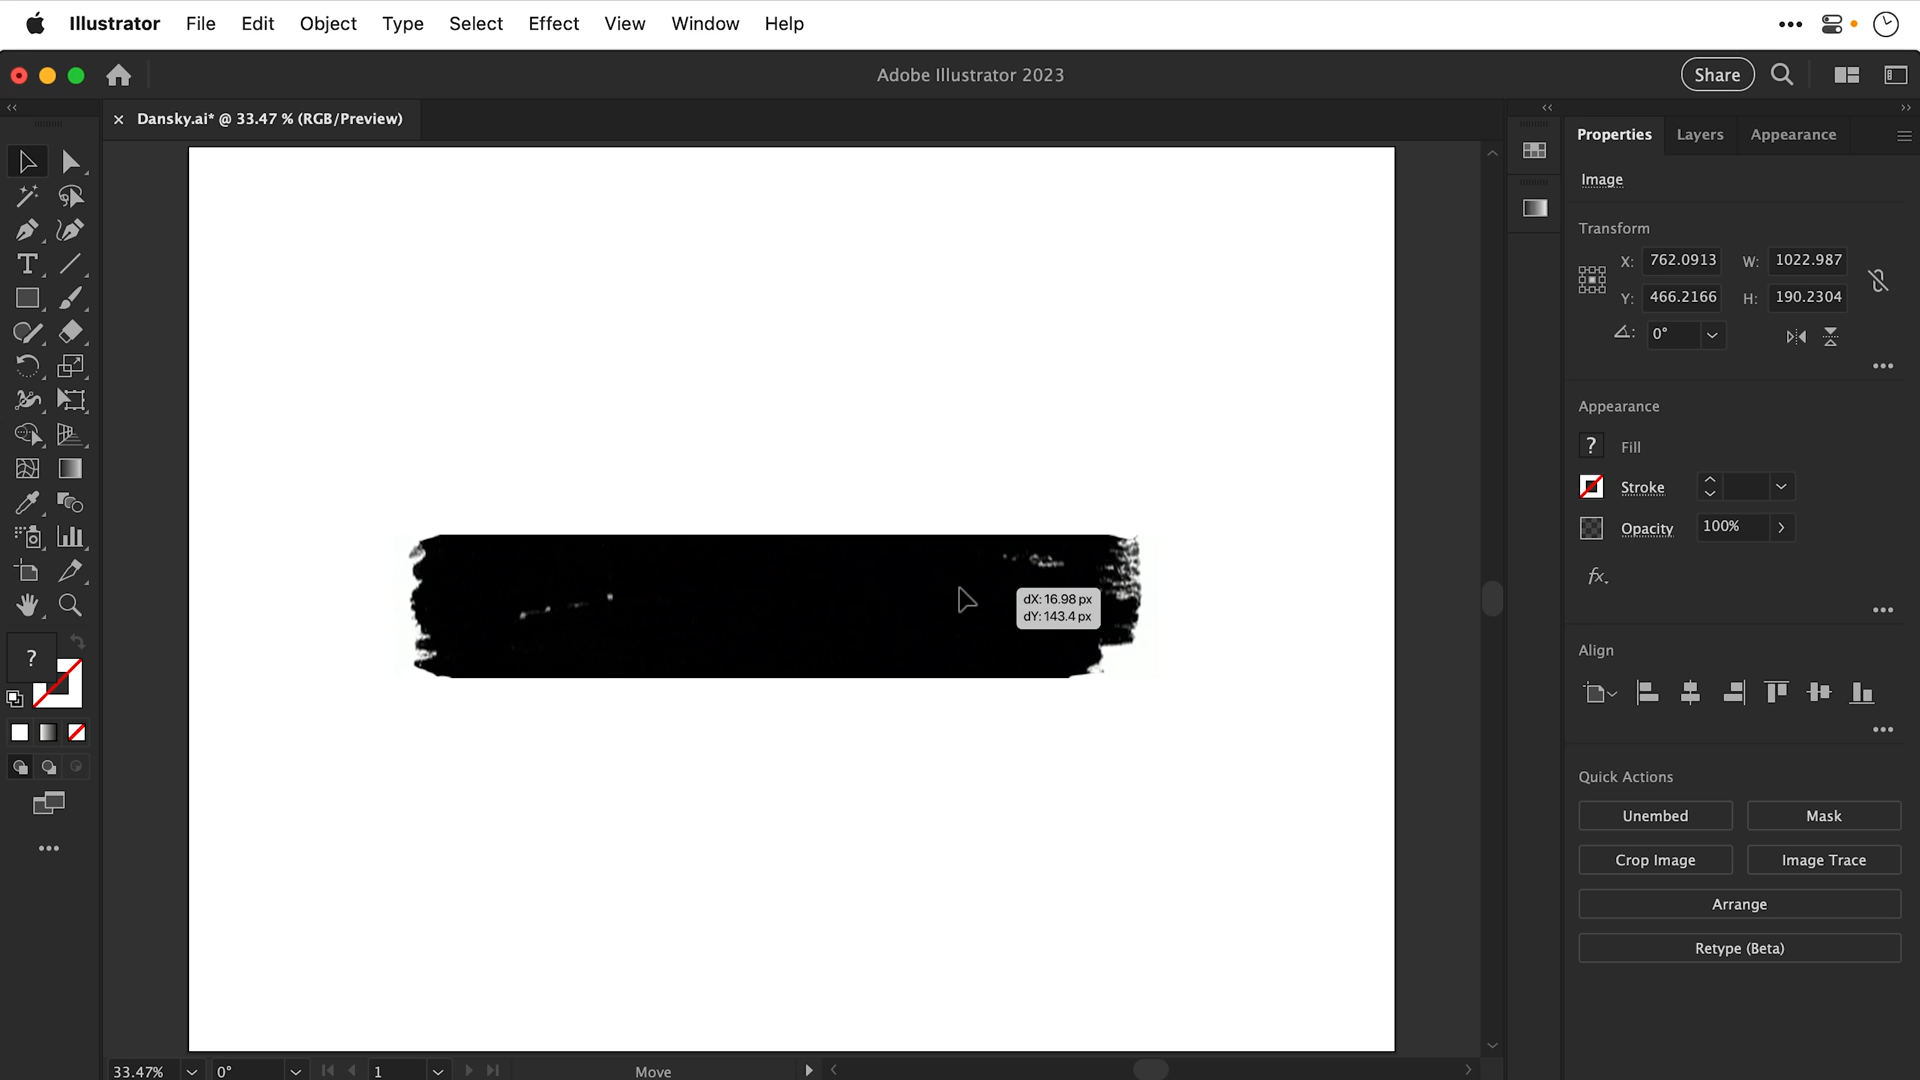 Illustrator File Edit Object Type Select Effect View Window Help
Adobe Illustrator 2023
Share
Dansky.ai* @ 33.47 % (RGB/Preview)
Properties Layers Appearance
Image
Transform
X: 762.0913 W: 1022.987
Y: 466.2166 H: 190.2304
0°
Appearance
? Fill
Stroke
Opacity 100%
fx.
dX: 16.98 px
dY: 143.4 px
?
Align
Quick Actions
Unembed Mask
Crop Image Image Trace
Arrange
Retype (Beta)
33.47% 0° 1 Move